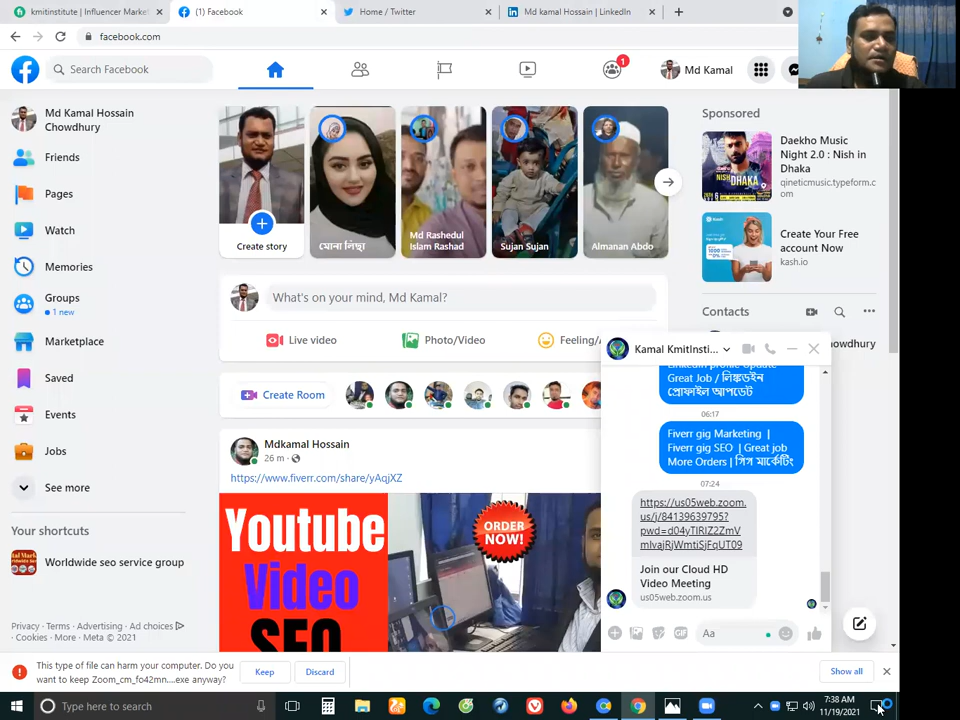 kmitinstitute | Influencer Marke
(1) Facebook
Home / Twitter
Md kamal Hossain | LinkedIn
facebook.com
Search Facebook
1
Md Kamal
Md Kamal Hossain
Chowdhury
Friends
Pages
Watch
Memories
Groups
1 new
Marketplace
Saved
Events
Jobs
See more
Your shortcuts
Worldwide seo service group
Privacy · Terms · Advertising · Ad choices
· Cookies · More · Meta © 2021
Create story
মোনা লিছা
Md Rashedul
Islam Rashad
Sujan Sujan
Almanan Abdo
What's on your mind, Md Kamal?
Live video
Photo/Video
Feeling/A
Create Room
Mdkamal Hossain
26 m ·
https://www.fiverr.com/share/yAqjXZ
Youtube
Video
SEO
ORDER
NOW!
Sponsored
NISH
DHAKA
Daekho Music
Night 2.0 : Nish in
Dhaka
qineticmusic.typeform.c
om
Create Your Free
account Now
kash.io
Contacts
howdhury
Kamal KmitInsti...
Linkedin profile Update
Great Job / লিঙ্কডইন
প্রোফাইল আপডেট
06:17
Fiverr gig Marketing |
Fiverr gig SEO | Great job
More Orders | গিগ মার্কেটিং
07:24
https://us05web.zoom.
us/j/84139639795?
Join our Cloud HD
Video Meeting
us05web.zoom.us
GIF
Aa
This type of file can harm your computer. Do you
want to keep Zoom_cm_fo42mn....exe anyway?
Keep
Discard
Show all
Type here to search
7:38 AM
11/19/2021